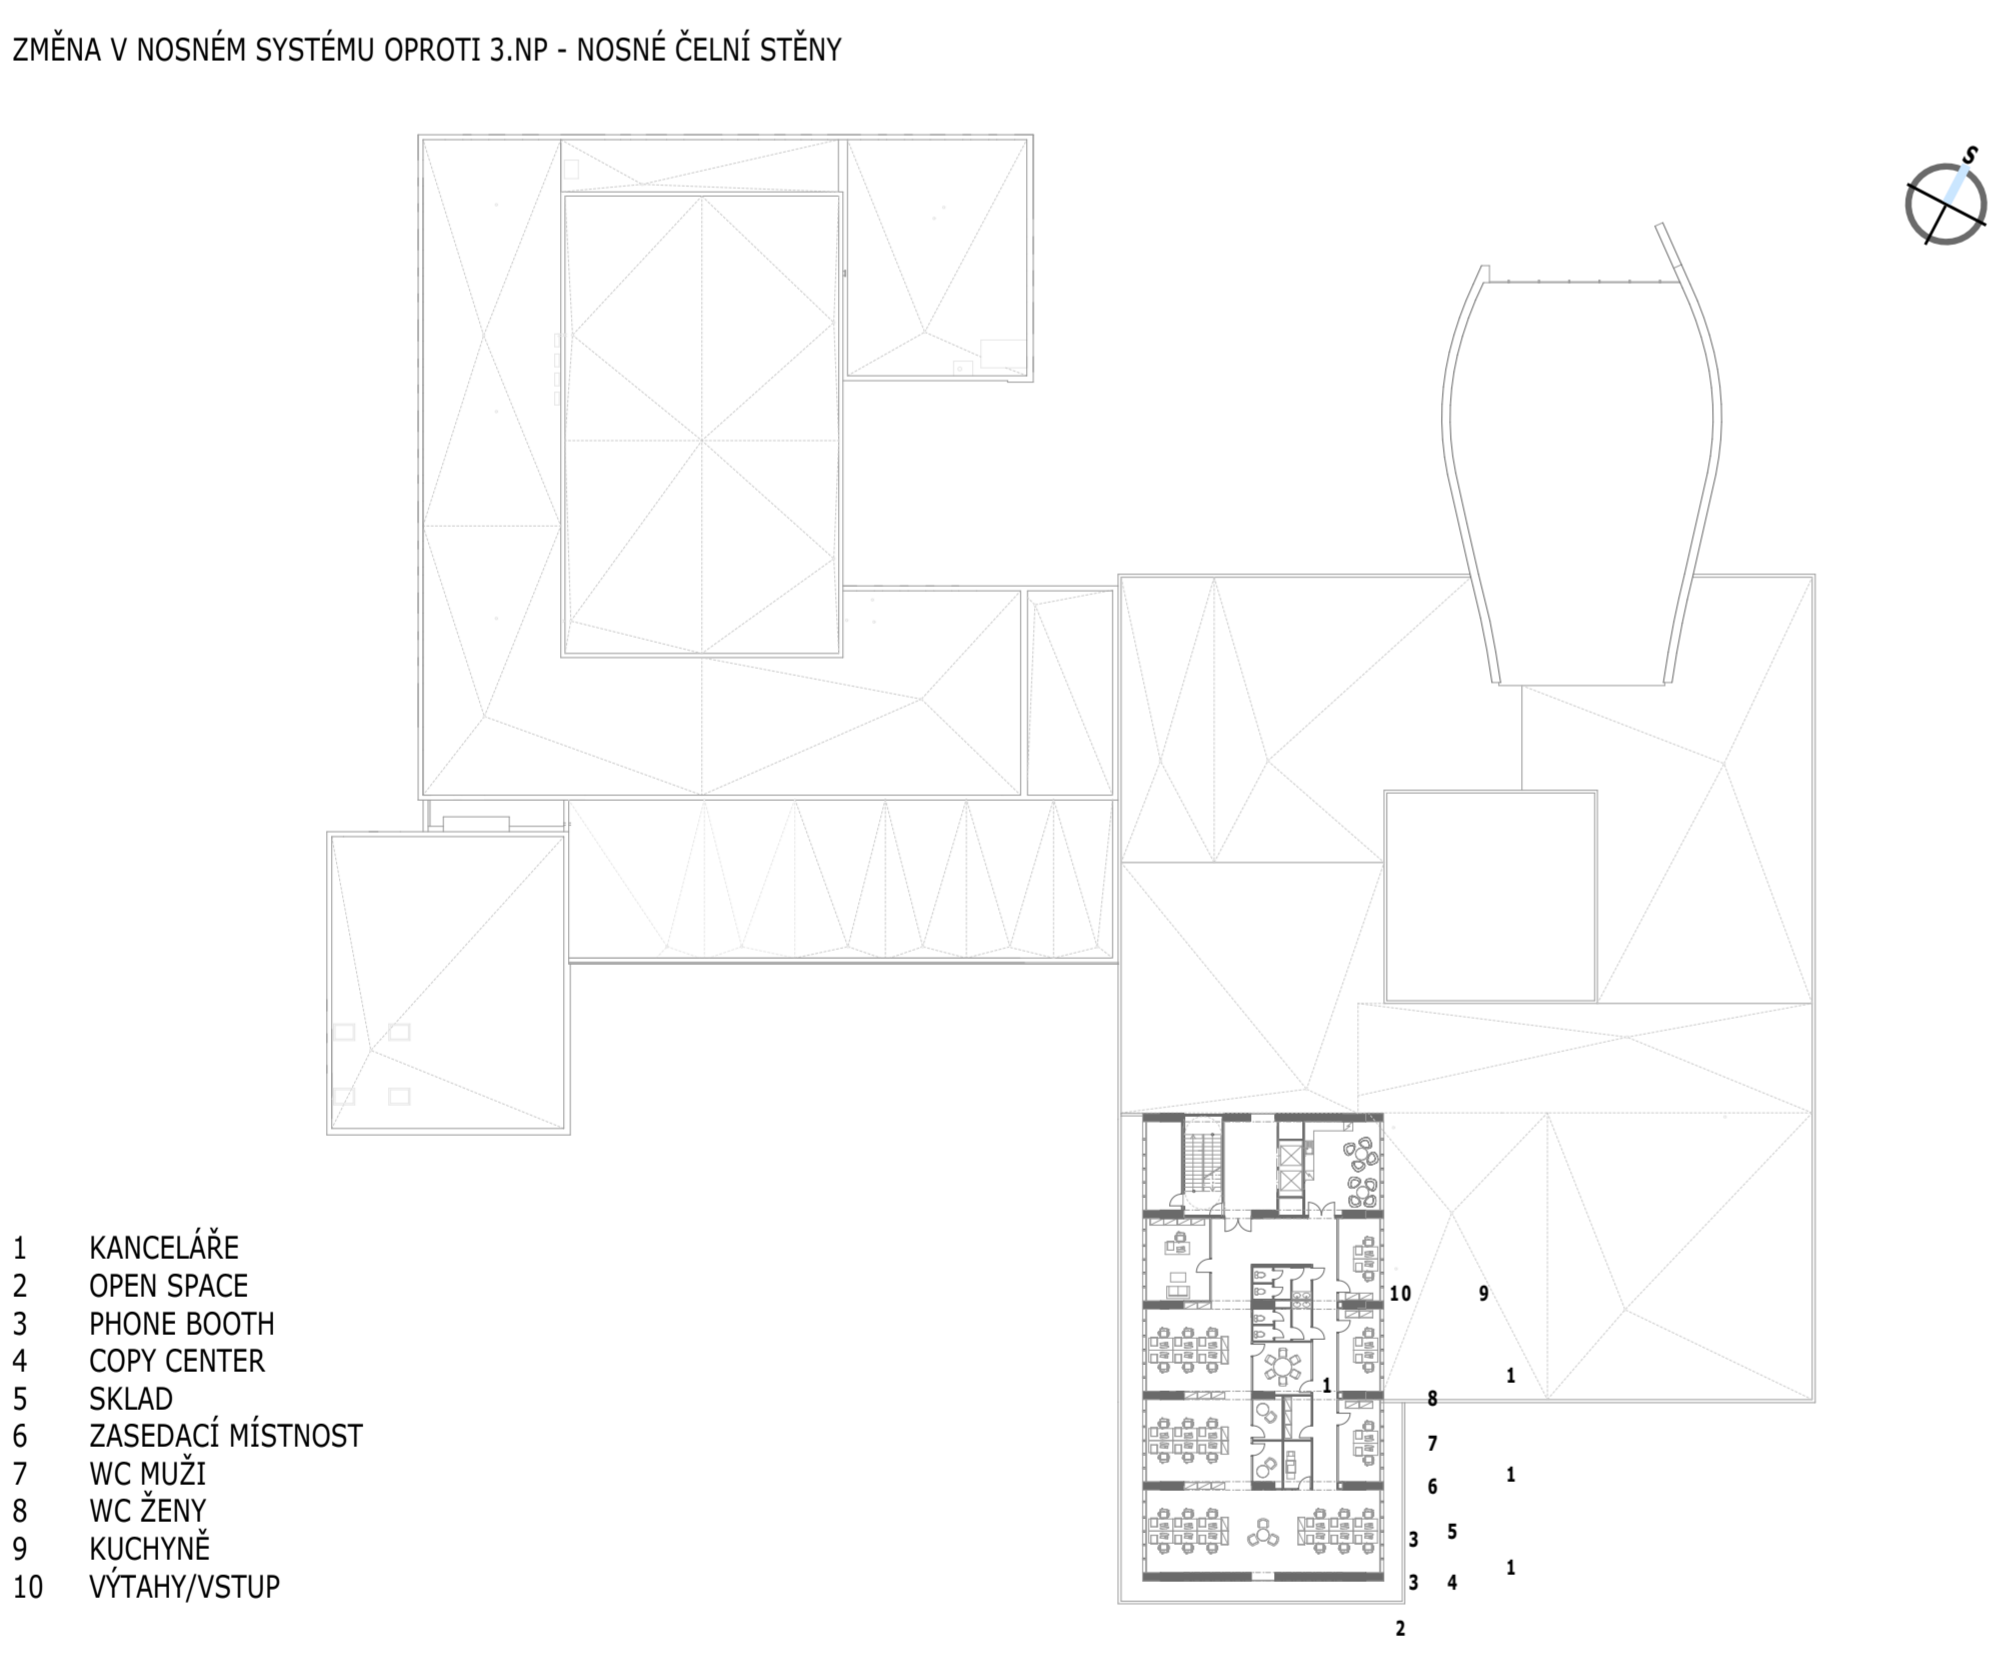 ZMĚNA V NOSNÉM SYSTÉMU OPROTI 3.NP - NOSNÉ ČELNÍ STĚNY
S
1 KANCELÁŘE
2 OPEN SPACE
3 PHONE BOOTH
4 COPY CENTER
5 SKLAD
6 ZASEDACÍ MÍSTNOST
7 WC MUŽI
8 WC ŽENY
9 KUCHYNĚ
10 VÝTAHY/VSTUP
10 9
1
1
8
7
1
6
5
3
1
3 4
2